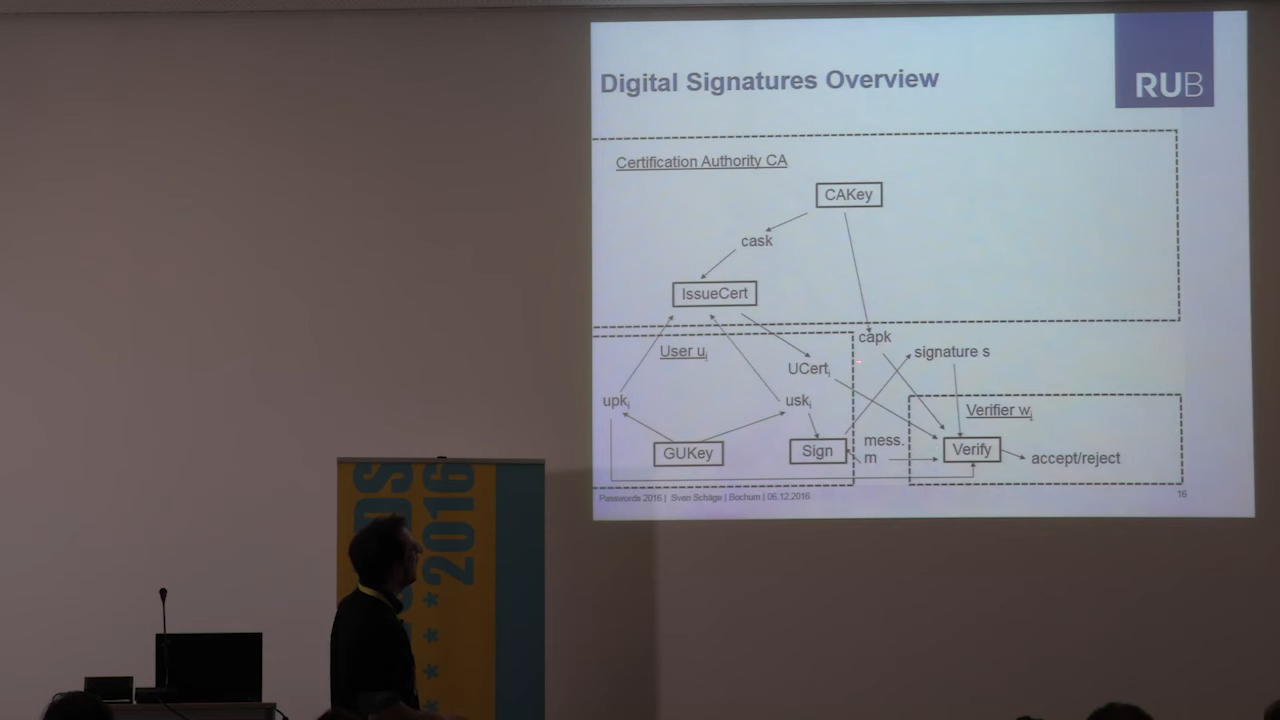 Digital Signatures Overview
RUB
Certification Authority CA
CAKey
cask
IssueCert
capk
User uᵢ
signature s
UCertᵢ
upkᵢ
uskᵢ
Verifier wⱼ
GUKey
Sign
mess.
m
Verify
accept/reject
Passwords 2016 | Sven Schäge | Bochum | 06.12.2016
16
DS
2016